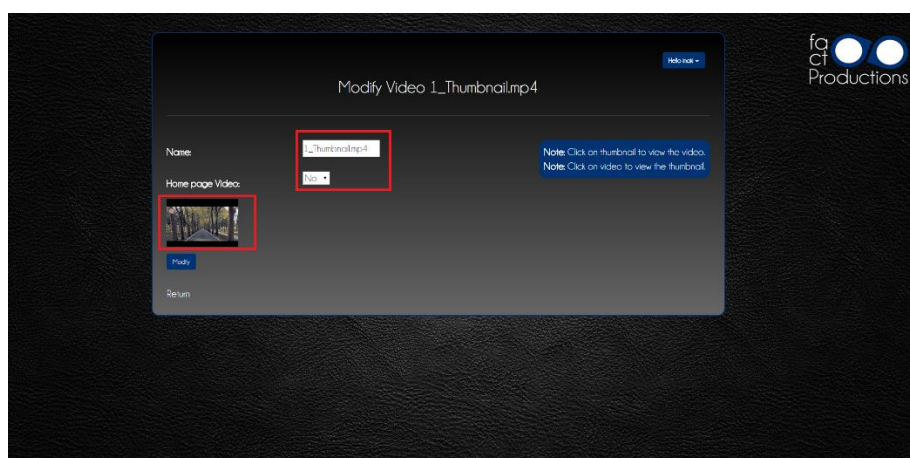 fa
ct
Productions
Hello inaki
Modify Video 1_Thumbnail.mp4
Name:
1_Thumbnail.mp4
Note: Click on thumbnail to view the video.
Note: Click on video to view the thumbnail.
Home page Video:
No
Modify
Return